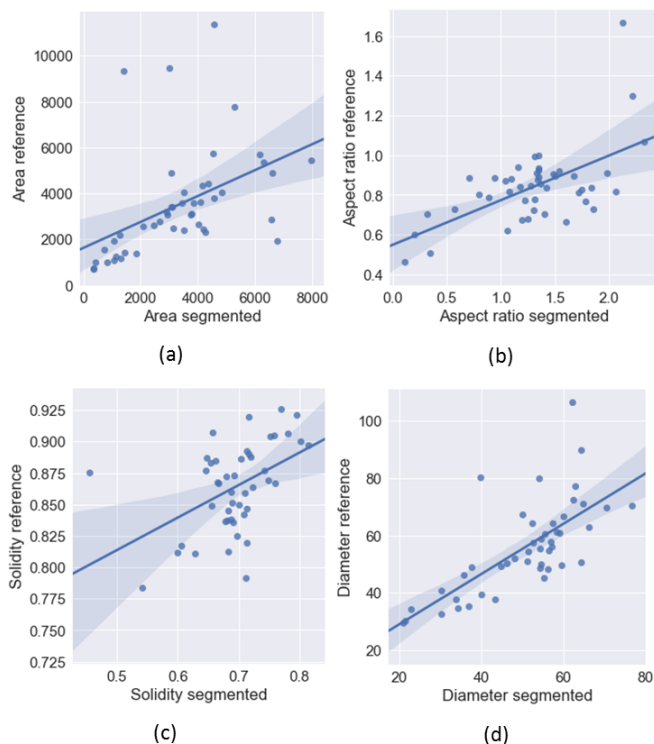 10000
8000
6000
4000
2000
0
Area reference
0 2000 4000 6000 8000
Area segmented
(a)
1.6
1.4
1.2
1.0
0.8
0.6
0.4
Aspect ratio reference
0.0 0.5 1.0 1.5 2.0
Aspect ratio segmented
(b)
0.925
0.900
0.875
0.850
0.825
0.800
0.775
0.750
0.725
Solidity reference
0.5 0.6 0.7 0.8
Solidity segmented
(c)
100
80
60
40
20
Diameter reference
20 30 40 50 60 70 80
Diameter segmented
(d)